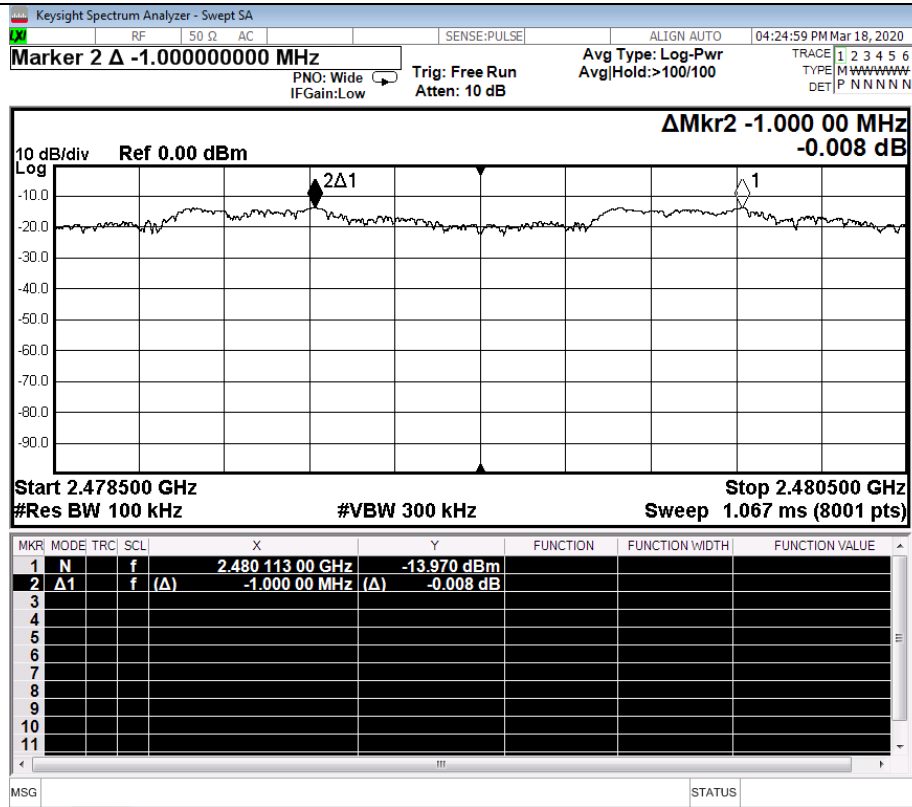 Keysight Spectrum Analyzer - Swept SA
LXI RF 50 Ω AC SENSE:PULSE ALIGN AUTO 04:24:59 PM Mar 18, 2020
Marker 2 Δ -1.000000000 MHz
PNO: Wide
IFGain:Low
Trig: Free Run
Atten: 10 dB
Avg Type: Log-Pwr
Avg|Hold:>100/100
TRACE 1 2 3 4 5 6
TYPE M W W W W W
DET P N N N N N
ΔMkr2 -1.000 00 MHz
-0.008 dB
10 dB/div Ref 0.00 dBm
Log
2Δ1
1
-10.0
-20.0
-30.0
-40.0
-50.0
-60.0
-70.0
-80.0
-90.0
Start 2.478500 GHz Stop 2.480500 GHz
#Res BW 100 kHz #VBW 300 kHz Sweep 1.067 ms (8001 pts)
MKR MODE TRC SCL X Y FUNCTION FUNCTION WIDTH FUNCTION VALUE
1 N f 2.480 113 00 GHz -13.970 dBm
2 Δ1 f (Δ) -1.000 00 MHz (Δ) -0.008 dB
3
4
5
6
7
8
9
10
11
MSG STATUS